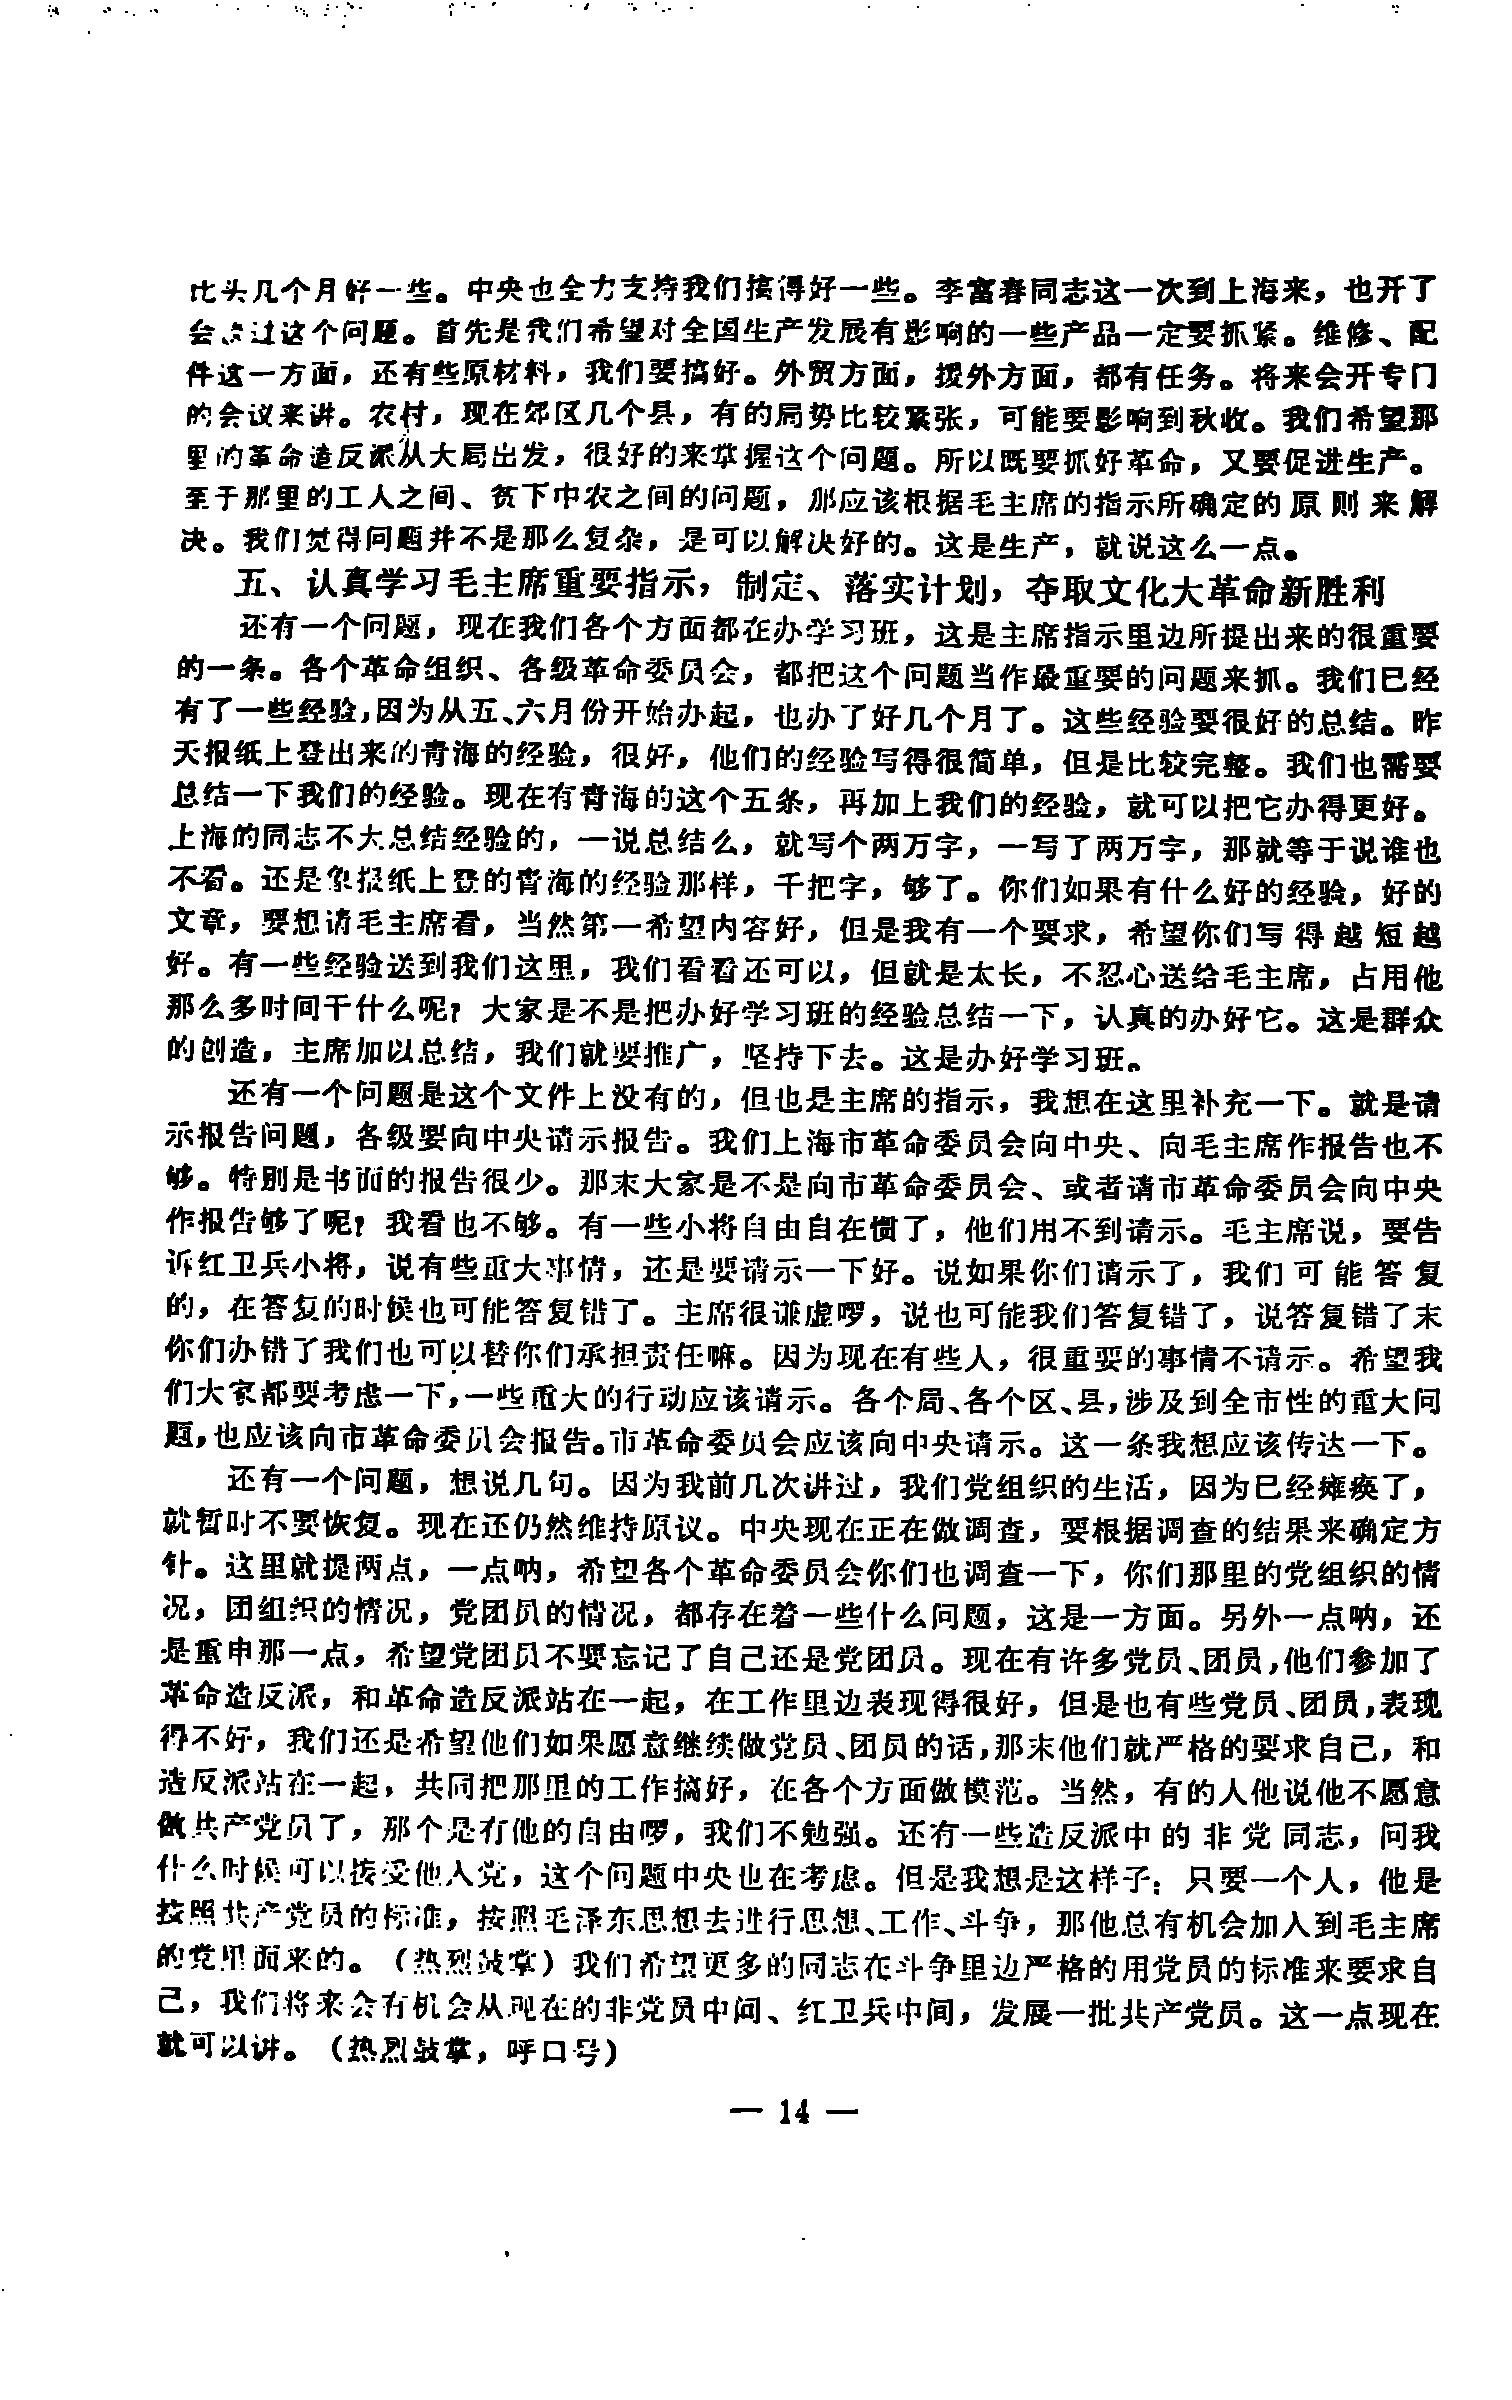 比头几个月好一些。中央也全力支持我们搞得好一些。李富春同志这一次到上海来，也开了
会过这个问题。首先是我们希望对全国生产发展有影响的一些产品一定要抓紧。维修、配
件这一方面，还有些原材料，我们要搞好。外贸方面，援外方面，都有任务。将来会开专门
的会议来讲。农村，现在郊区几个县，有的局势比较紧张，可能要影响到秋收。我们希望那
里的革命造反派从大局出发，很好的来掌握这个问题。所以既要抓好革命，又要促进生产。
至于那里的工人之间、贫下中农之间的问题，那应该根据毛主席的指示所确定的原则来解
决。我们觉得问题并不是那么复杂，是可以解决好的。这是生产，就说这么一点。
五、认真学习毛主席重要指示，制定、落实计划，夺取文化大革命新胜利
还有一个问题，现在我们各个方面都在办学习班，这是主席指示里边所提出来的很重要
的一条。各个革命组织、各级革命委员会，都把这个问题当作最重要的问题来抓。我们已经
有了一些经验，因为从五、六月份开始办起，也办了好几个月了。这些经验要很好的总结。昨
天报纸上登出来的青海的经验，很好，他们的经验写得很简单，但是比较完整。我们也需要
总结一下我们的经验。现在有青海的这个五条，再加上我们的经验，就可以把它办得更好。
上海的同志不大总结经验的，一说总结么，就写个两万字，一写了两万字，那就等于说谁也
不看。还是象报纸上登的青海的经验那样，千把字，够了。你们如果有什么好的经验，好的
文章，要想请毛主席看，当然第一希望内容好，但是我有一个要求，希望你们写得越短越
好。有一些经验送到我们这里，我们看看还可以，但就是太长，不忍心送给毛主席，占用他
那么多时间干什么呢？大家是不是把办好学习班的经验总结一下，认真的办好它。这是群众
的创造，主席加以总结，我们就要推广，坚持下去。这是办好学习班。
还有一个问题是这个文件上没有的，但也是主席的指示，我想在这里补充一下。就是请
示报告问题，各级要向中央请示报告。我们上海市革命委员会向中央、向毛主席作报告也不
够。特别是书面的报告很少。那末大家是不是向市革命委员会、或者请市革命委员会向中央
作报告够了呢？我看也不够。有一些小将自由自在惯了，他们用不到请示。毛主席说，要告
诉红卫兵小将，说有些重大事情，还是要请示一下好。说如果你们请示了，我们可能答复
的，在答复的时候也可能答复错了。主席很谦虚啰，说也可能我们答复错了，说答复错了末
你们办错了我们也可以替你们承担责任嘛。因为现在有些人，很重要的事情不请示。希望我
们大家都要考虑一下，一些重大的行动应该请示。各个局、各个区、县，涉及到全市性的重大问
题，也应该向市革命委员会报告。市革命委员会应该向中央请示。这一条我想应该传达一下。
还有一个问题，想说几句。因为我前几次讲过，我们党组织的生活，因为已经瘫痪了，
就暂时不要恢复。现在还仍然维持原议。中央现在正在做调查，要根据调查的结果来确定方
针。这里就提两点，一点呐，希望各个革命委员会你们也调查一下，你们那里的党组织的情
况，团组织的情况，党团员的情况，都存在着一些什么问题，这是一方面。另外一点呐，还
是重申那一点，希望党团员不要忘记了自己还是党团员。现在有许多党员、团员，他们参加了
革命造反派，和革命造反派站在一起，在工作里边表现得很好，但是也有些党员、团员，表现
得不好，我们还是希望他们如果愿意继续做党员、团员的话，那末他们就严格的要求自己，和
造反派站在一起，共同把那里的工作搞好，在各个方面做模范。当然，有的人他说他不愿意
做共产党员了，那个是有他的自由啰，我们不勉强。还有一些造反派中的非党同志，问我
什么时候可以接受他入党，这个问题中央也在考虑。但是我想是这样子：只要一个人，他是
按照共产党员的标准，按照毛泽东思想去进行思想、工作、斗争，那他总有机会加入到毛主席
的党里面来的。（热烈鼓掌）我们希望更多的同志在斗争里边严格的用党员的标准来要求自
己，我们将来会有机会从现在的非党员中间、红卫兵中间，发展一批共产党员。这一点现在
就可以讲。（热烈鼓掌，呼口号）
— 14 —